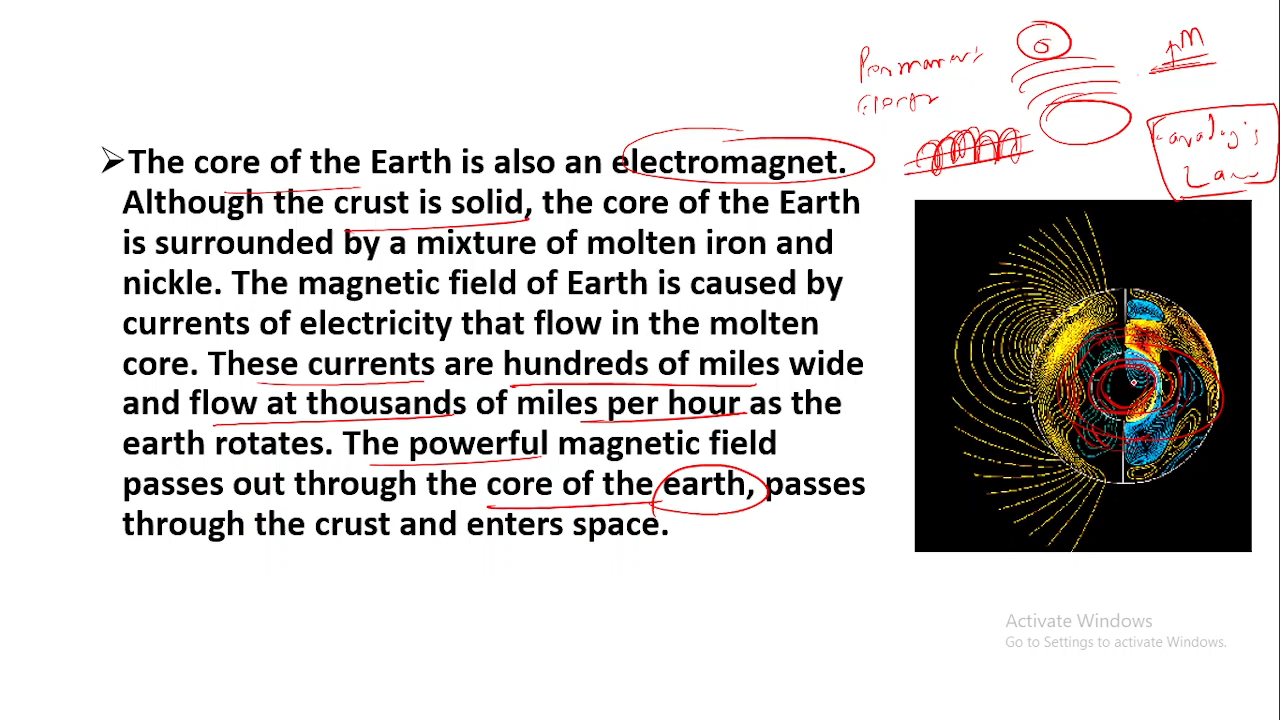 Permanent
PM
➢The core of the Earth is also an electromagnet.
Although the crust is solid, the core of the Earth
is surrounded by a mixture of molten iron and
nickle. The magnetic field of Earth is caused by
currents of electricity that flow in the molten
core. These currents are hundreds of miles wide
and flow at thousands of miles per hour as the
earth rotates. The powerful magnetic field
passes out through the core of the earth, passes
through the crust and enters space.
Law
Activate Windows
Go to Settings to activate Windows.